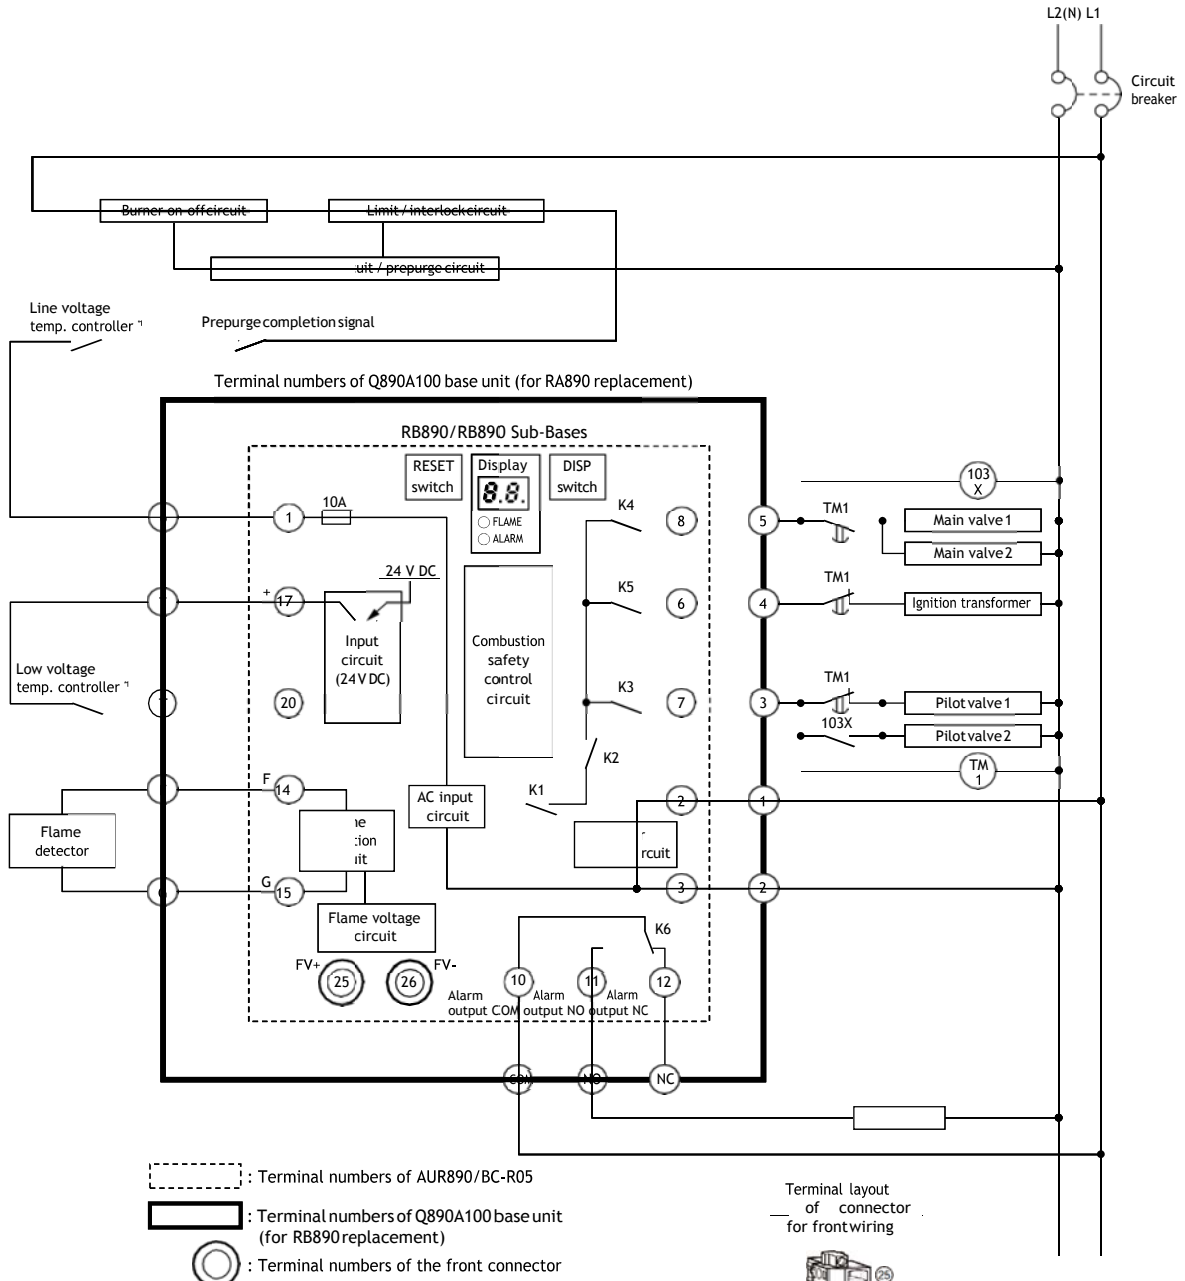 L2(N) L1
Circuit
breaker
Burner on-off circuit
Limit / interlock circuit
/ prepurge circuit
Line voltage
temp. controller
Prepurge completion signal
Terminal numbers of Q890A100 base unit (for RA890 replacement)
RB890/RB890 Sub-Bases
RESET
switch
Display
8.8.
FLAME
ALARM
DISP
switch
103
X
10A
1
K4
8
5
TM1
Main valve 1
Main valve 2
24 V DC
+
17
Input
circuit
(24 V DC)
Combustion
safety
control
circuit
K5
6
4
TM1
Ignition transformer
Low voltage
temp. controller
20
K3
7
3
TM1
Pilot valve 1
103X
Pilot valve 2
TM
1
K2
F
14
AC input
circuit
K1
2
1
Flame
detector
G
15
3
2
Flame voltage
circuit
K6
FV+
25
26
FV-
10
11
12
Alarm
output COM
Alarm
output NO
Alarm
output NC
COM
NO
NC
: Terminal numbers of AUR890/BC-R05
: Terminal numbers of Q890A100 base unit
(for RB890 replacement)
: Terminal numbers of the front connector
Terminal layout
of connector
for front wiring
25